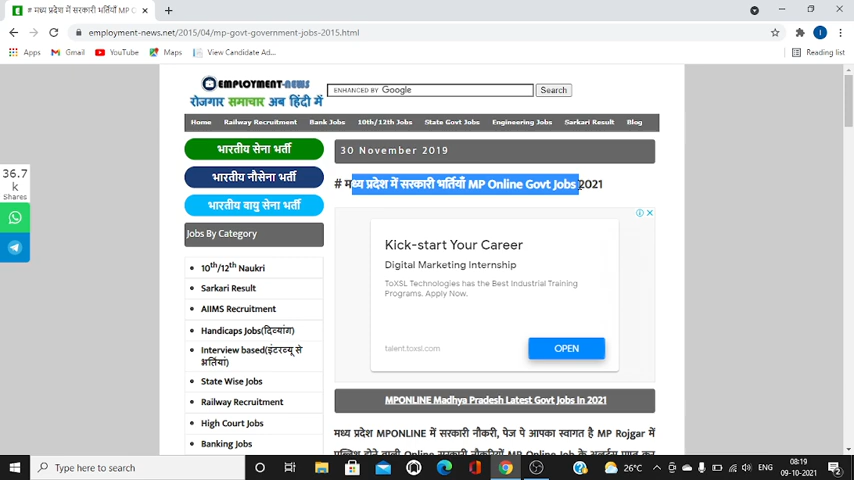 # मध्य प्रदेश में सरकारी भर्तियाँ MP O
employment-news.net/2015/04/mp-govt-government-jobs-2015.html
Apps
Gmail
YouTube
Maps
View Candidate Ad...
Reading list
EMPLOYMENT-NEWS
रोजगार समाचार अब हिंदी में
ENHANCED BY Google
Search
Home
Railway Recruitment
Bank Jobs
10th/12th Jobs
State Govt Jobs
Engineering Jobs
Sarkari Result
Blog
भारतीय सेना भर्ती
भारतीय नौसेना भर्ती
भारतीय वायु सेना भर्ती
Jobs By Category
10th/12th Naukri
Sarkari Result
AIIMS Recruitment
Handicaps Jobs(दिव्यांग)
Interview based(इंटरव्यू से
भर्तियां)
State Wise Jobs
Railway Recruitment
High Court Jobs
Banking Jobs
36.7
k
Shares
30 November 2019
# मध्य प्रदेश में सरकारी भर्तियाँ MP Online Govt Jobs 2021
Kick-start Your Career
Digital Marketing Internship
ToXSL Technologies has the Best Industrial Training
Programs. Apply Now.
talent.toxsl.com
OPEN
MPONLINE Madhya Pradesh Latest Govt Jobs In 2021
मध्य प्रदेश MPONLINE में सरकारी नौकरी, पेज पे आपका स्वागत है MP Rojgar में
Type here to search
26°C
ENG
08:19
09-10-2021
2